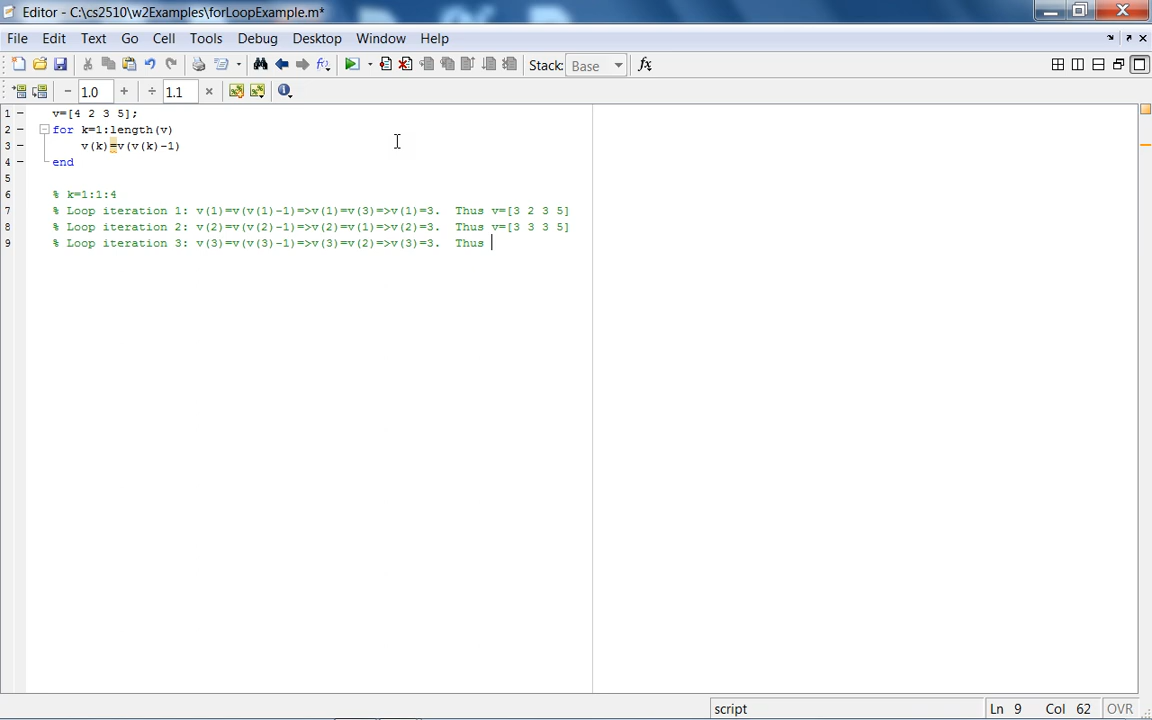 Editor - C:\cs2510\w2Examples\forLoopExample.m*
File Edit Text Go Cell Tools Debug Desktop Window Help
Stack: Base fx
− 1.0 + ÷ 1.1 ×
1 − v=[4 2 3 5];
2 − for k=1:length(v)
3 − v(k)=v(v(k)-1)
4 − end
5
6 % k=1:1:4
7 % Loop iteration 1: v(1)=v(v(1)-1)=>v(1)=v(3)=>v(1)=3. Thus v=[3 2 3 5]
8 % Loop iteration 2: v(2)=v(v(2)-1)=>v(2)=v(1)=>v(2)=3. Thus v=[3 3 3 5]
9 % Loop iteration 3: v(3)=v(v(3)-1)=>v(3)=v(2)=>v(3)=3. Thus
script Ln 9 Col 62 OVR